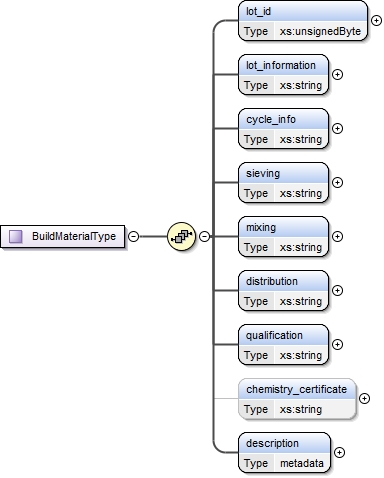 lot_id
Type xs:unsignedByte
lot_information
Type xs:string
cycle_info
Type xs:string
sieving
Type xs:string
mixing
Type xs:string
BuildMaterialType
distribution
Type xs:string
qualification
Type xs:string
chemistry_certificate
Type xs:string
description
Type metadata